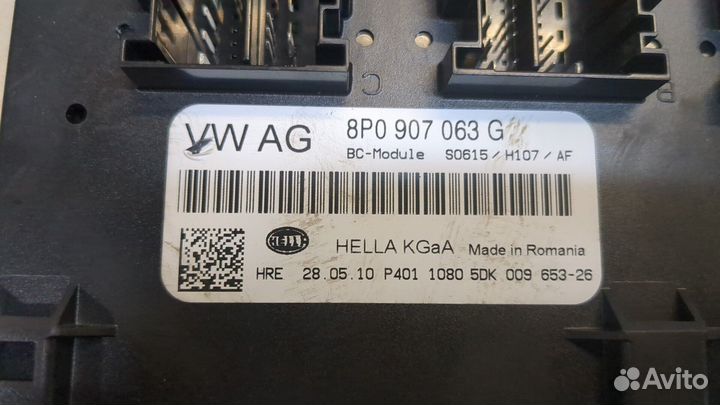 C
VW AG 8P0 907 063 G
BC-Module S0615 / H107 / AF
HELLA
HELLA KGaA Made in Romania
HRE 28.05.10 P401 1080 5DK 009 653-26
Avito